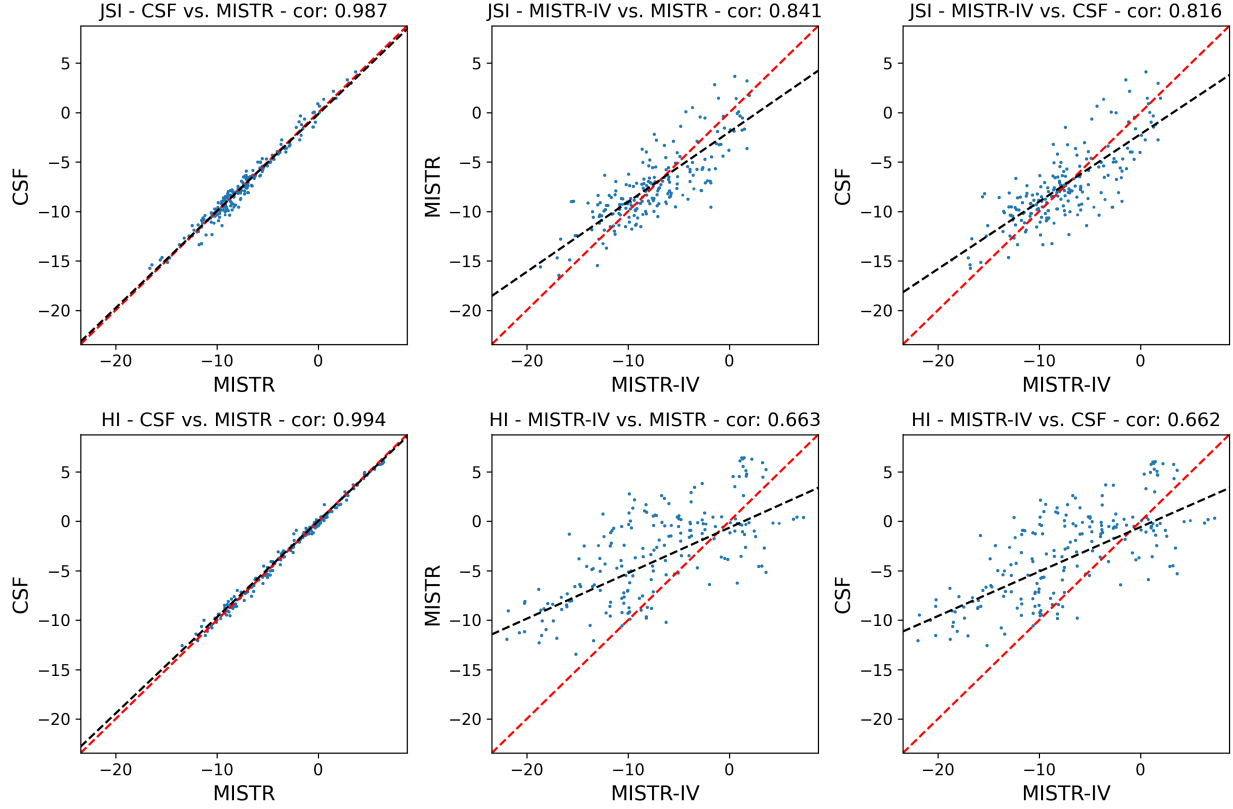 JSI - CSF vs. MISTR - cor: 0.987
CSF
5
0
−5
−10
−15
−20
−20 −10 0
MISTR
JSI - MISTR-IV vs. MISTR - cor: 0.841
MISTR
5
0
−5
−10
−15
−20
−20 −10 0
MISTR-IV
JSI - MISTR-IV vs. CSF - cor: 0.816
CSF
5
0
−5
−10
−15
−20
−20 −10 0
MISTR-IV
HI - CSF vs. MISTR - cor: 0.994
CSF
5
0
−5
−10
−15
−20
−20 −10 0
MISTR
HI - MISTR-IV vs. MISTR - cor: 0.663
MISTR
5
0
−5
−10
−15
−20
−20 −10 0
MISTR-IV
HI - MISTR-IV vs. CSF - cor: 0.662
CSF
5
0
−5
−10
−15
−20
−20 −10 0
MISTR-IV